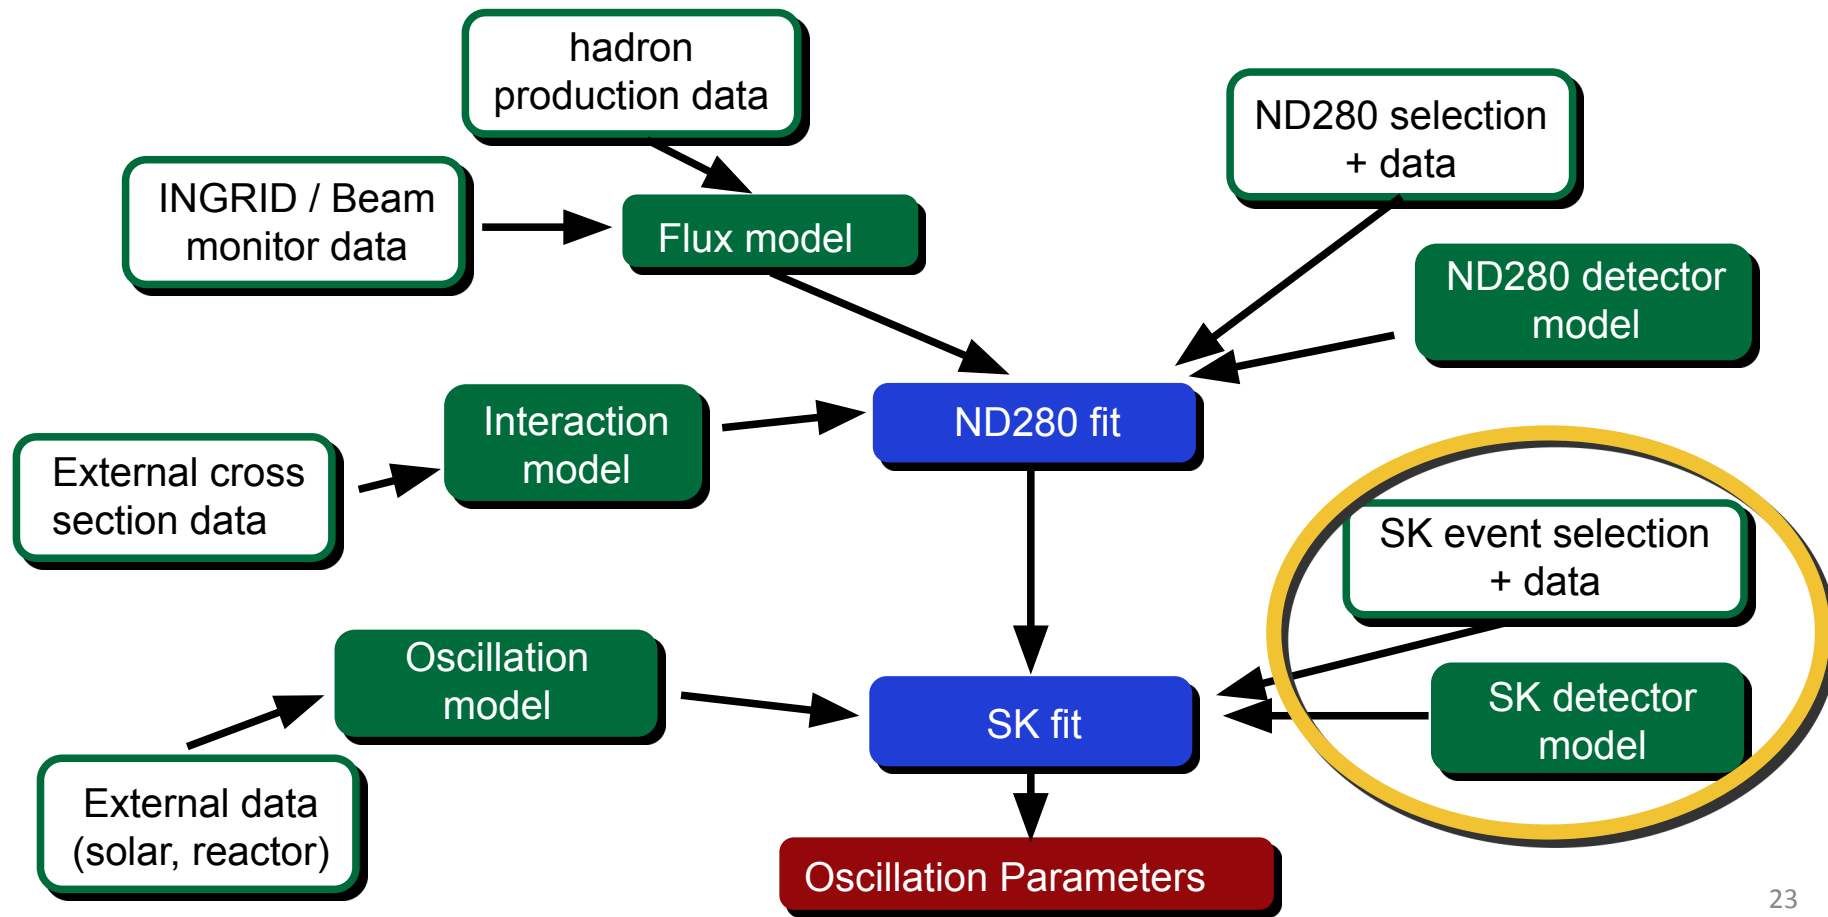 hadron
production data
ND280 selection
+ data
INGRID / Beam
monitor data
Flux model
ND280 detector
model
Interaction
model
ND280 fit
External cross
section data
SK event selection
+ data
Oscillation
model
SK fit
SK detector
model
External data
(solar, reactor)
Oscillation Parameters
23